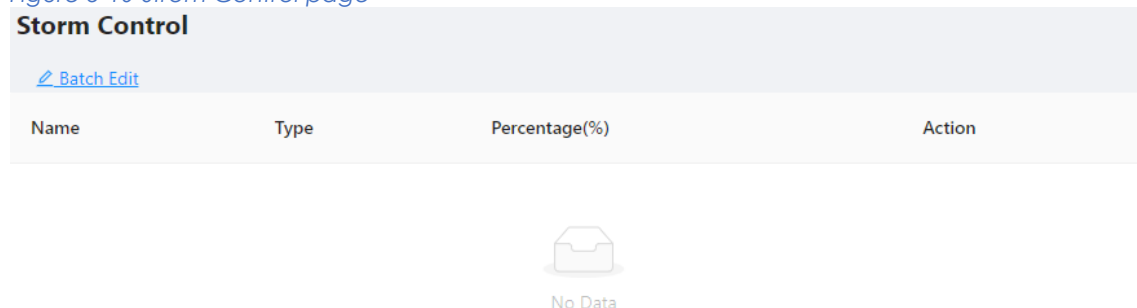 Storm Control
Batch Edit
Name Type Percentage(%) Action
No Data